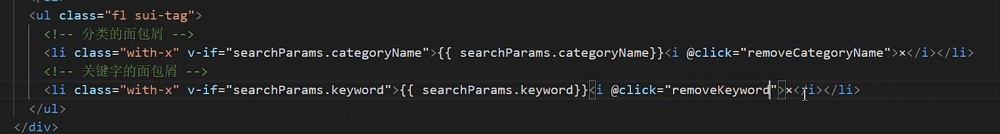 <ul class="fl sui-tag">
<!-- 分类的面包屑 -->
<li class="with-x" v-if="searchParams.categoryName">{{ searchParams.categoryName}}<i @click="removeCategoryName">×</i></li>
<!-- 关键字的面包屑 -->
<li class="with-x" v-if="searchParams.keyword">{{ searchParams.keyword}}<i @click="removeKeyword">×</i></li>
</ul>
</div>